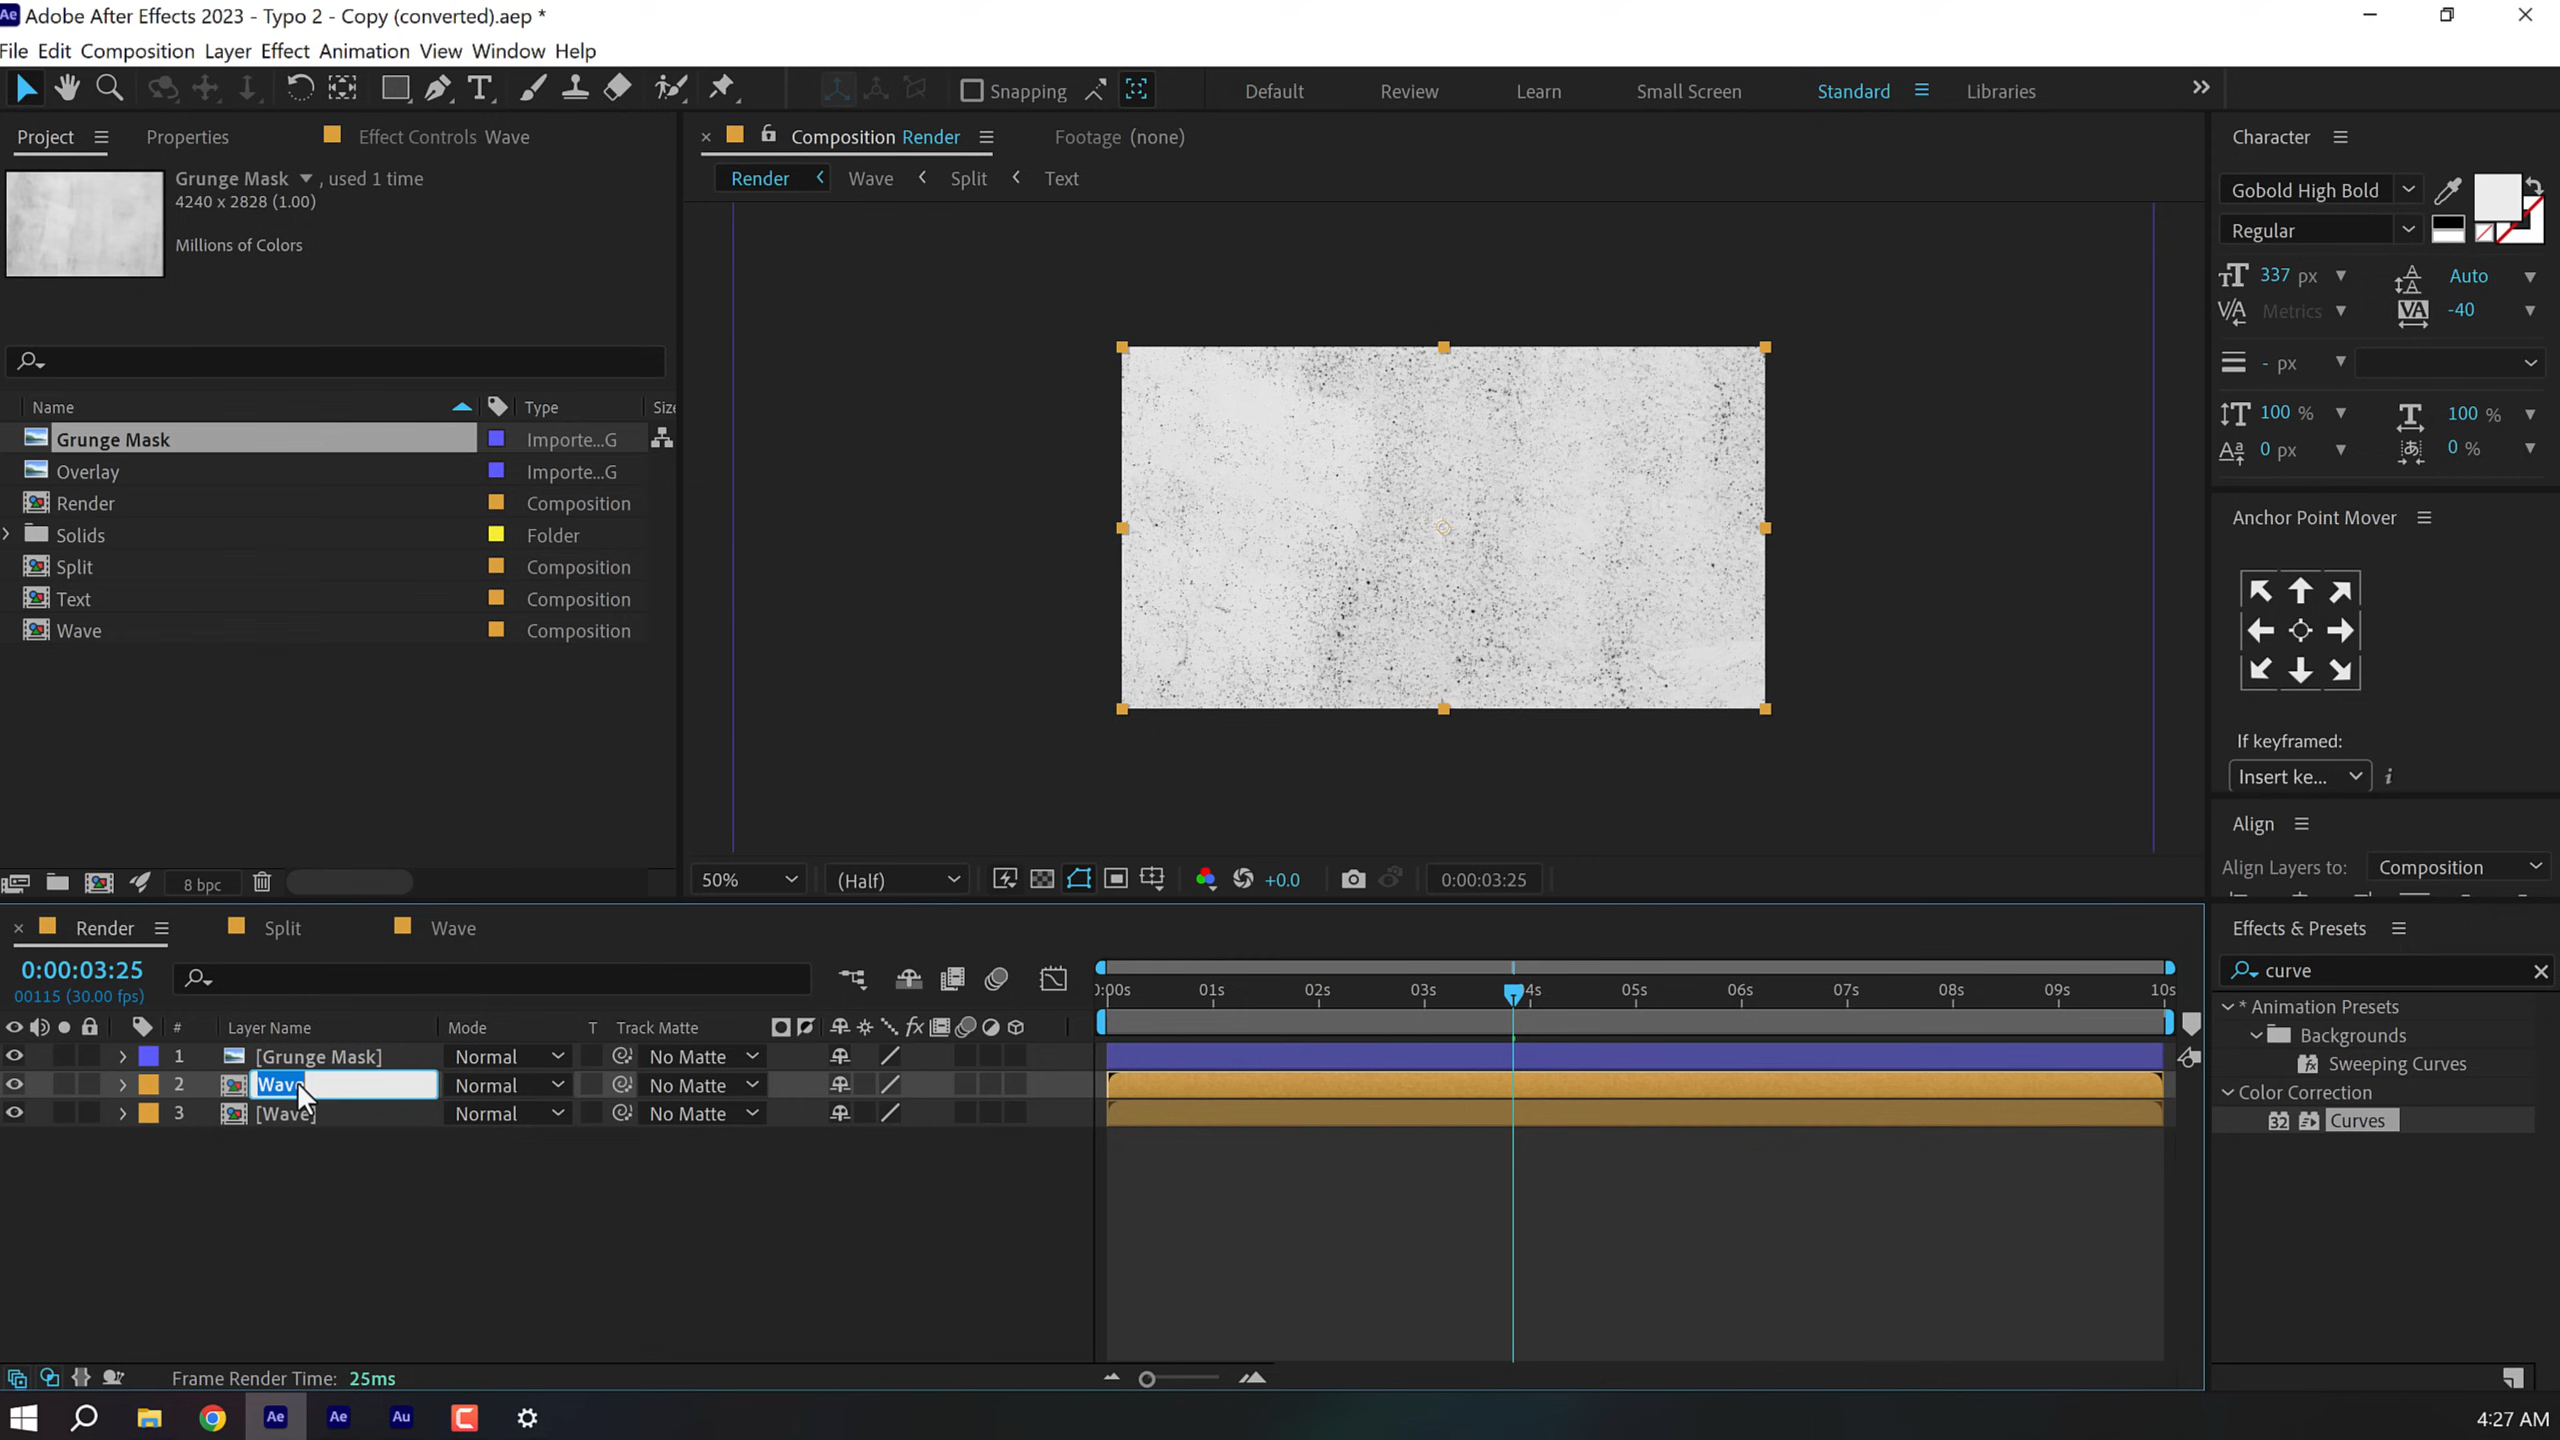 Adobe After Effects 2023 - Typo 2 - Copy (converted).aep *
File Edit Composition Layer Effect Animation View Window Help
Snapping
Default Review Learn Small Screen Standard Libraries
Project Properties Effect Controls Wave
Composition Render Footage (none)
Character
Grunge Mask , used 1 time
4240 x 2828 (1.00)
Millions of Colors
Render Wave Split Text
Gobold High Bold
Regular
337 px Auto
Metrics -40
- px
100 % 100 %
0 px 0 %
Name Type Size
Grunge Mask Importe...G
Overlay Importe...G
Render Composition
Solids Folder
Split Composition
Text Composition
Wave Composition
Anchor Point Mover
If keyframed:
Insert ke...
Align
Align Layers to: Composition
8 bpc
50% (Half) +0.0 0:00:03:25
Render Split Wave
Effects & Presets
0:00:03:25
00115 (30.00 fps)
curve
0:00s 01s 02s 03s 04s 05s 06s 07s 08s 09s 10s
# Layer Name Mode T Track Matte
1 [Grunge Mask] Normal No Matte
2 Wave Normal No Matte
3 [Wave] Normal No Matte
* Animation Presets
Backgrounds
Sweeping Curves
Color Correction
32 Curves
Frame Render Time: 25ms
Ae Ae Au
4:27 AM